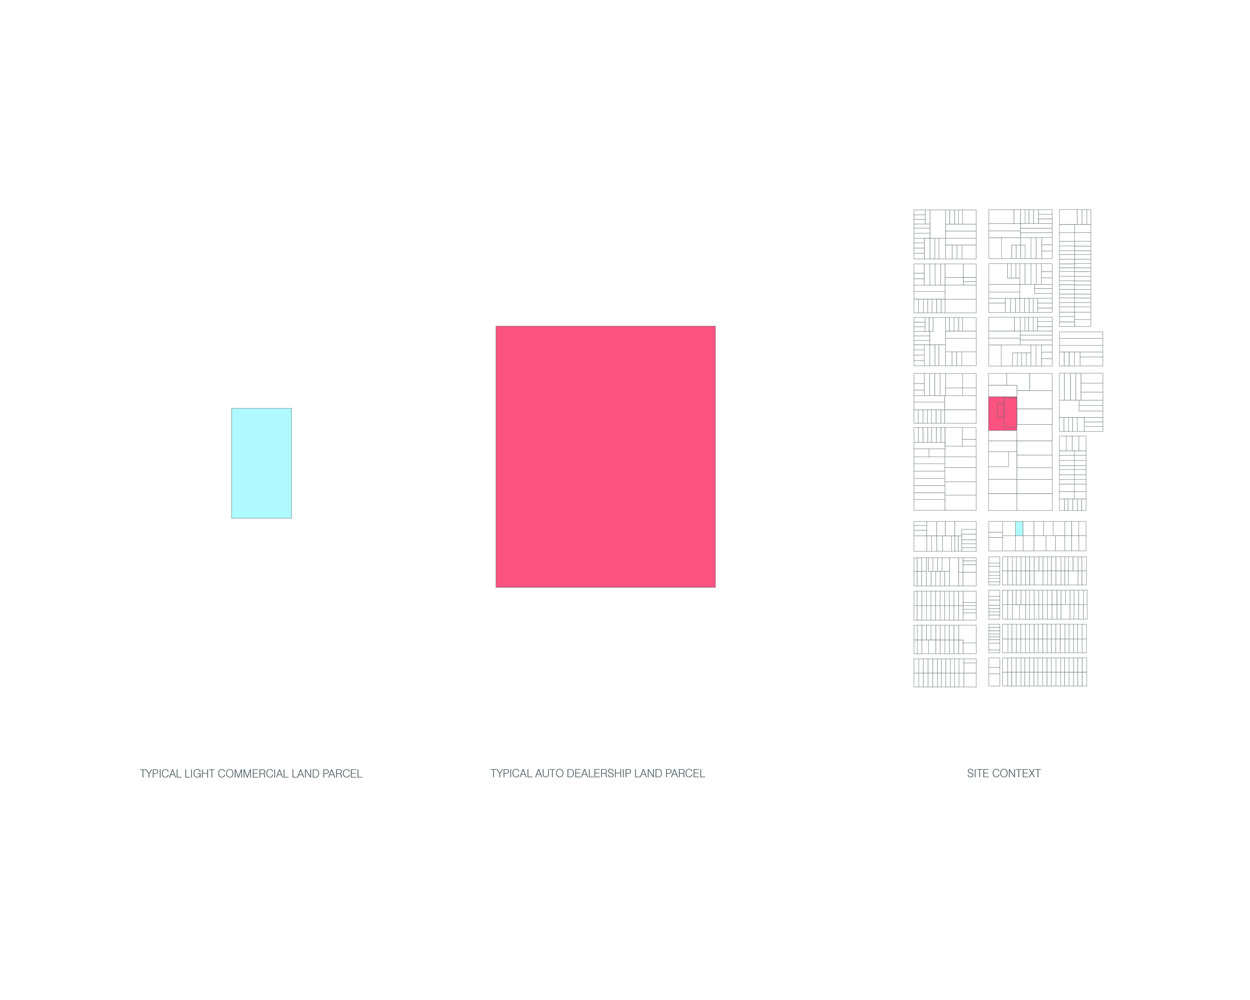 TYPICAL LIGHT COMMERCIAL LAND PARCEL
TYPICAL AUTO DEALERSHIP LAND PARCEL
SITE CONTEXT